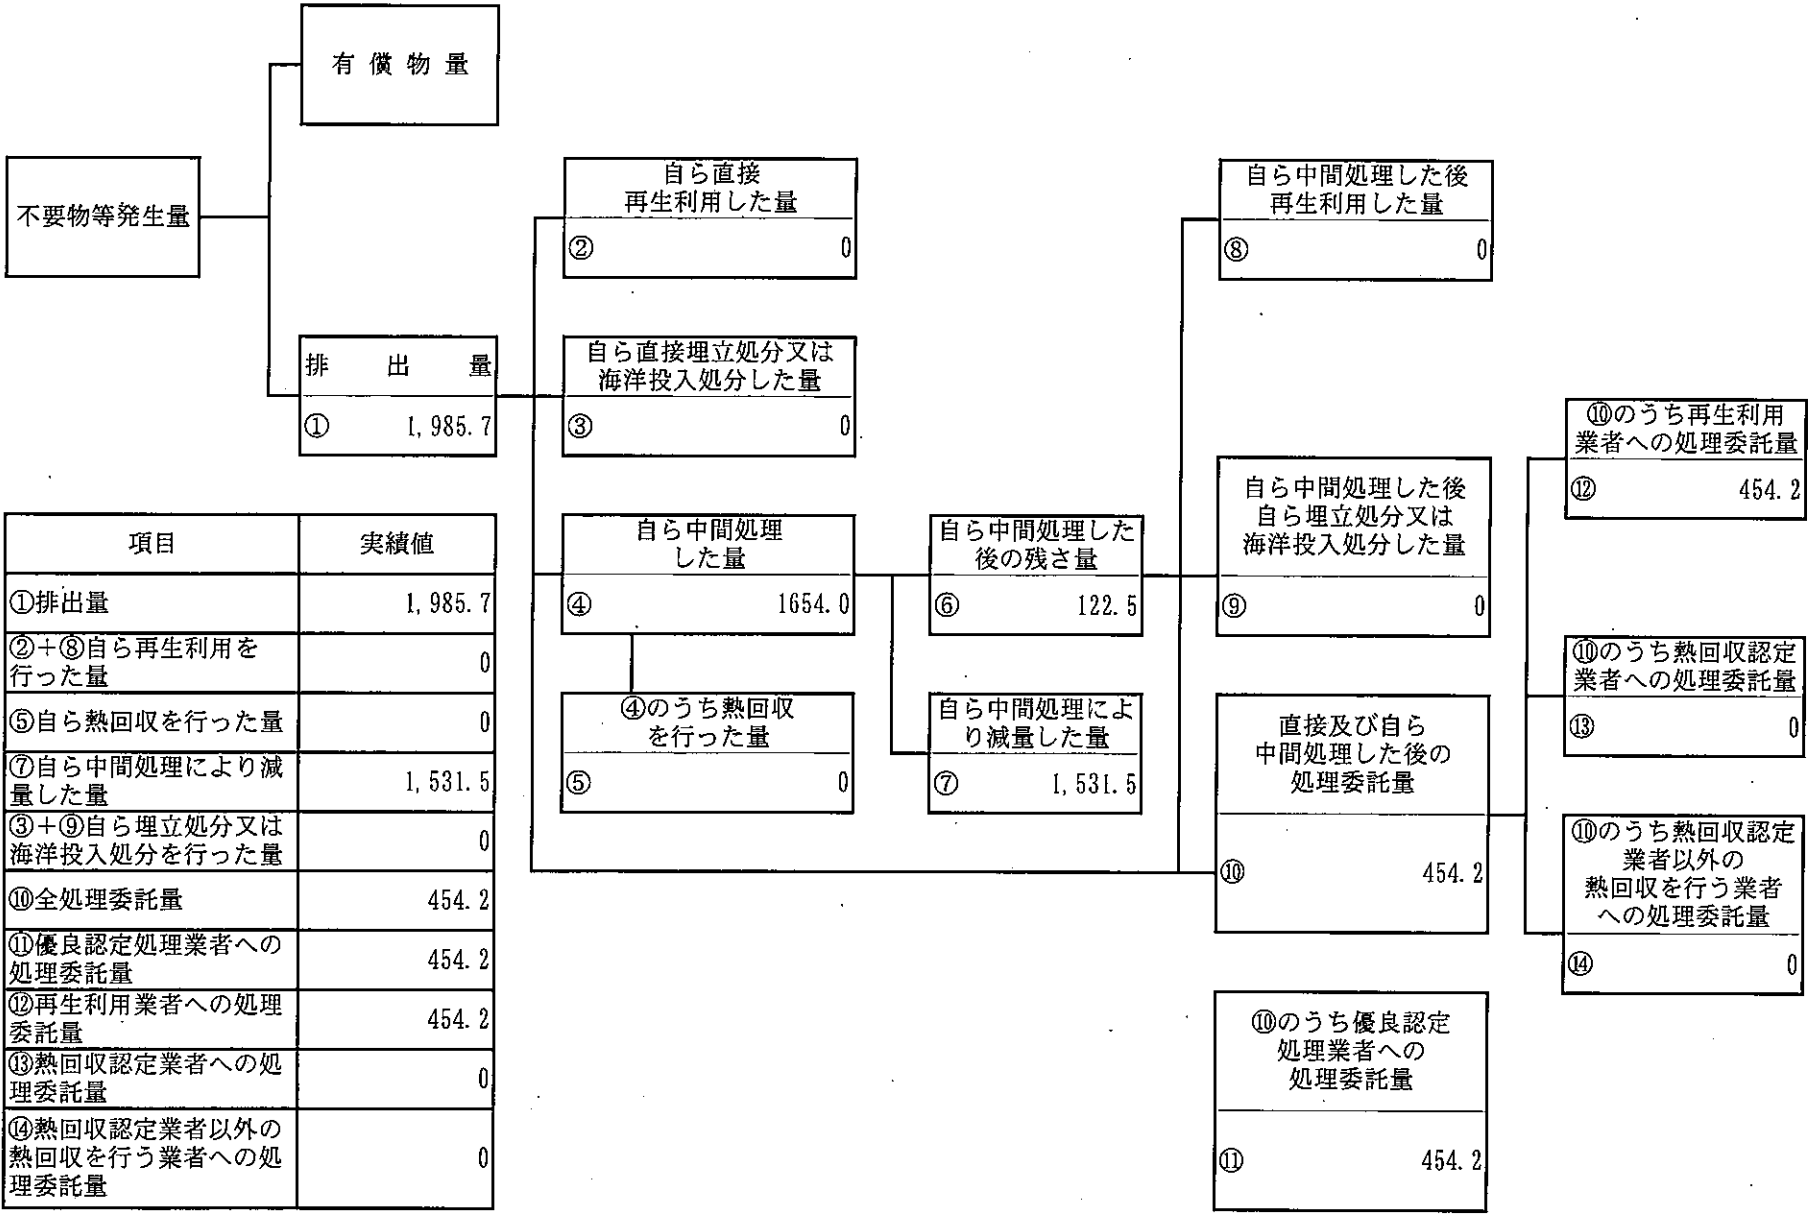 有償物量
不要物等発生量
排出量
① 1,985.7
自ら直接
再生利用した量
② 0
自ら直接埋立処分又は
海洋投入処分した量
③ 0
自ら中間処理
した量
④ 1654.0
④のうち熱回収
を行った量
⑤ 0
自ら中間処理した
後の残さ量
⑥ 122.5
自ら中間処理によ
り減量した量
⑦ 1,531.5
自ら中間処理した後
再生利用した量
⑧ 0
自ら中間処理した後
自ら埋立処分又は
海洋投入処分した量
⑨ 0
直接及び自ら
中間処理した後の
処理委託量
⑩ 454.2
⑩のうち優良認定
処理業者への
処理委託量
⑪ 454.2
⑩のうち再生利用
業者への処理委託量
⑫ 454.2
⑩のうち熱回収認定
業者への処理委託量
⑬ 0
⑩のうち熱回収認定
業者以外の
熱回収を行う業者
への処理委託量
⑭ 0
項目 実績値
①排出量 1,985.7
②+⑧自ら再生利用を
行った量 0
⑤自ら熱回収を行った量 0
⑦自ら中間処理により減
量した量 1,531.5
③+⑨自ら埋立処分又は
海洋投入処分を行った量 0
⑩全処理委託量 454.2
⑪優良認定処理業者への
処理委託量 454.2
⑫再生利用業者への処理
委託量 454.2
⑬熱回収認定業者への処
理委託量 0
⑭熱回収認定業者以外の
熱回収を行う業者への処
理委託量 0